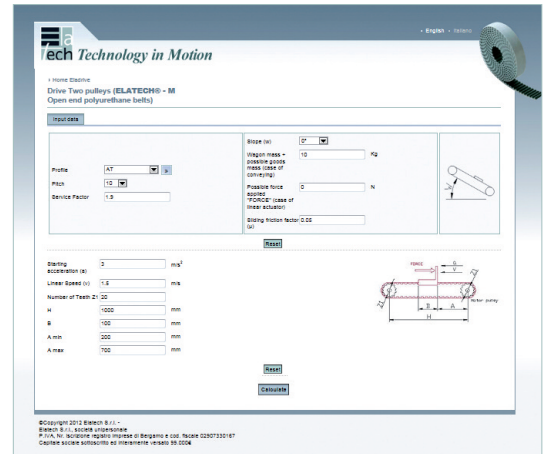 English - Italiano
Ela
tech Technology in Motion
Home Eladrive
Drive Two pulleys (ELATECH® - M
Open end polyurethane belts)
Input data
Profile AT
Pitch 10
Service Factor 1.5
Slope (w) 0°
Wagon mass + possible goods mass (case of conveying) 10 Kg
Possible force applied "FORCE" (case of linear actuator) 0 N
Sliding friction factor (u) 0.05
Reset
Starting acceleration (a) 3 m/s²
Linear Speed (v) 1.5 m/s
Number of Teeth Z1 20
H 1000 mm
B 100 mm
A min 200 mm
A max 700 mm
FORCE
a
V
Z1
Z1
Motor pulley
B
A
H
Reset
Calculate
©Copyright 2012 Elatech S.r.l. -
Elatech S.r.l., società unipersonale
P.IVA, Nr. Iscrizione registro imprese di Bergamo e cod. fiscale 02907330167
Capitale sociale sottoscritto ed interamente versato 99.000€